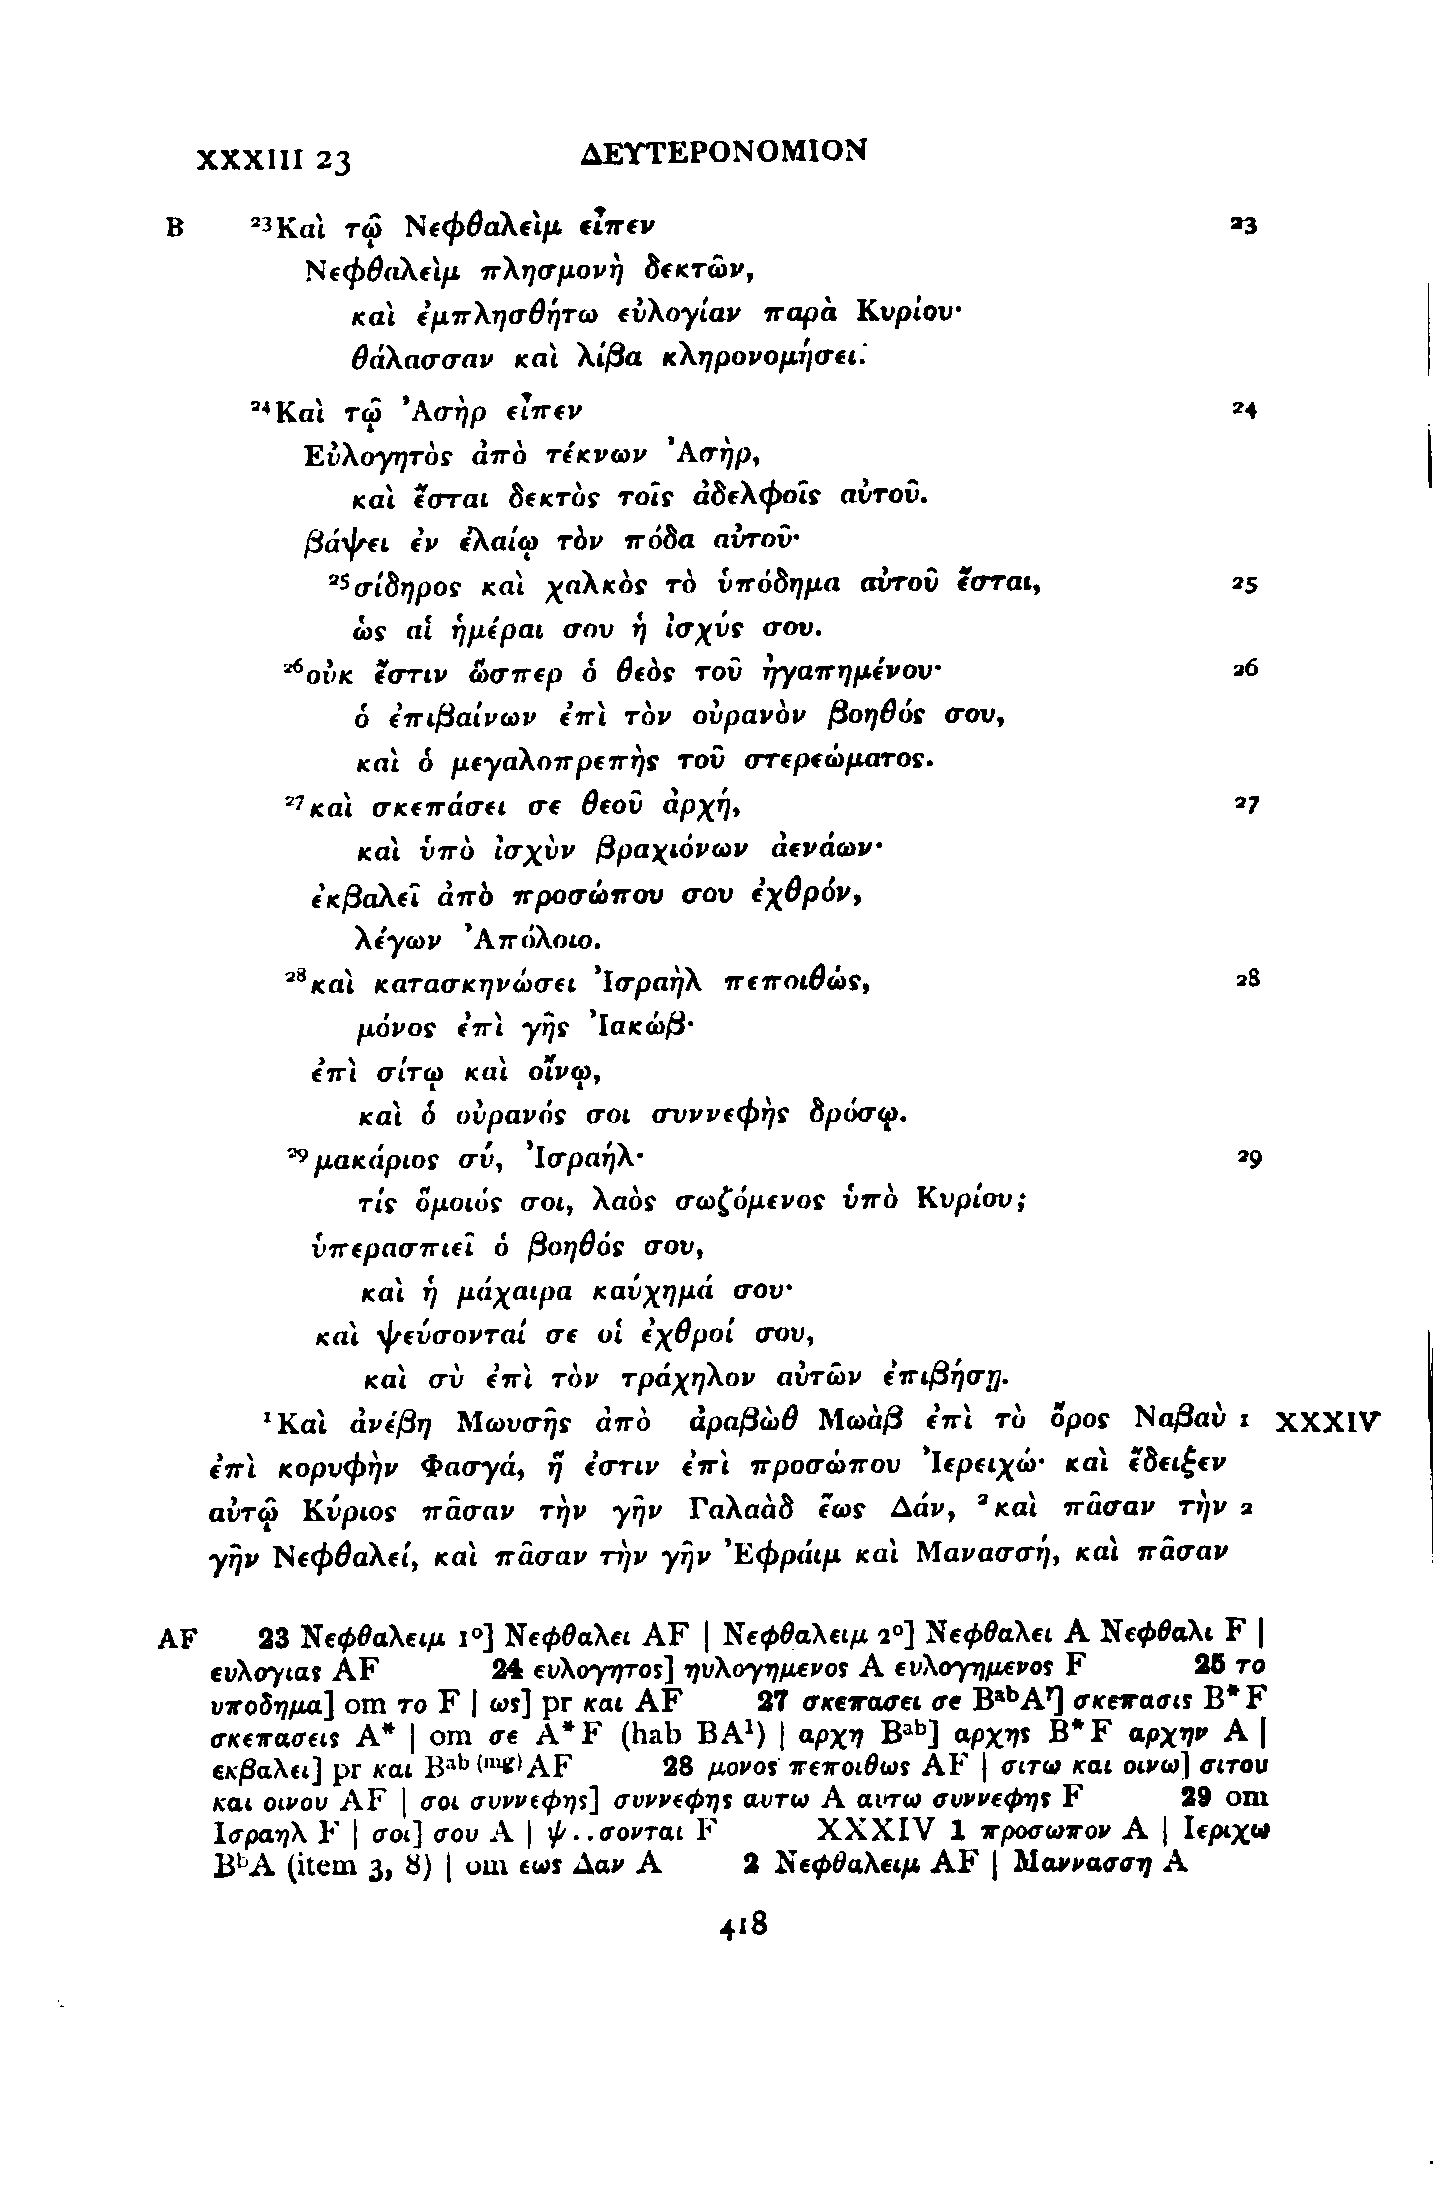 XXXIII 23 ΔΕΥΤΕΡΟΝΟΜΙΟΝ
B ²³Καὶ τῷ Νεφθαλεὶμ εἶπεν 23
Νεφθαλεὶμ πλησμονὴ δεκτῶν,
καὶ ἐμπλησθήτω εὐλογίαν παρὰ Κυρίου·
θάλασσαν καὶ λίβα κληρονομήσει.
²⁴Καὶ τῷ Ἀσὴρ εἶπεν 24
Εὐλογητὸς ἀπὸ τέκνων Ἀσήρ,
καὶ ἔσται δεκτὸς τοῖς ἀδελφοῖς αὐτοῦ.
βάψει ἐν ἐλαίῳ τὸν πόδα αὐτοῦ·
²⁵σίδηρος καὶ χαλκὸς τὸ ὑπόδημα αὐτοῦ ἔσται, 25
ὡς αἱ ἡμέραι σου ἡ ἰσχύς σου.
²⁶οὐκ ἔστιν ὥσπερ ὁ θεὸς τοῦ ἠγαπημένου· 26
ὁ ἐπιβαίνων ἐπὶ τὸν οὐρανὸν βοηθός σου,
καὶ ὁ μεγαλοπρεπὴς τοῦ στερεώματος.
²⁷καὶ σκεπάσει σε θεοῦ ἀρχή, 27
καὶ ὑπὸ ἰσχὺν βραχιόνων ἀενάων·
ἐκβαλεῖ ἀπὸ προσώπου σου ἐχθρόν,
λέγων Ἀπόλοιο.
²⁸καὶ κατασκηνώσει Ἰσραὴλ πεποιθώς, 28
μόνος ἐπὶ γῆς Ἰακώβ·
ἐπὶ σίτῳ καὶ οἴνῳ,
καὶ ὁ οὐρανός σοι συννεφὴς δρόσῳ.
²⁹μακάριος σύ, Ἰσραήλ· 29
τίς ὅμοιός σοι, λαὸς σωζόμενος ὑπὸ Κυρίου;
ὑπερασπιεῖ ὁ βοηθός σου,
καὶ ἡ μάχαιρα καύχημά σου·
καὶ ψεύσονταί σε οἱ ἐχθροί σου,
καὶ σὺ ἐπὶ τὸν τράχηλον αὐτῶν ἐπιβήσῃ.
¹Καὶ ἀνέβη Μωυσῆς ἀπὸ ἀραβὼθ Μωὰβ ἐπὶ τὸ ὄρος Ναβαὺ 1 XXXIV
ἐπὶ κορυφὴν Φασγά, ἥ ἐστιν ἐπὶ προσώπου Ἰερειχώ· καὶ ἔδειξεν
αὐτῷ Κύριος πᾶσαν τὴν γῆν Γαλαὰδ ἕως Δάν, ²καὶ πᾶσαν τὴν 2
γῆν Νεφθαλεί, καὶ πᾶσαν τὴν γῆν Ἐφράιμ καὶ Μανασσή, καὶ πᾶσαν
AF 23 Νεφθαλειμ 1°] Νεφθαλει AF | Νεφθαλειμ 2°] Νεφθαλει A Νεφθαλι F |
ευλογιας AF 24 ευλογητος] ηυλογημενος A ευλογημενος F 25 το
υποδημα] om το F | ως] pr και AF 27 σκεπασει σε BᵃᵇA⁽ʳ⁾] σκεπασις B*F
σκεπασεις A* | om σε A*F (hab BA¹) | αρχη Bᵃᵇ] αρχης B*F αρχην A |
εκβαλει] pr και Bᵃᵇ⁽ᵐᵍ⁾AF 28 μονος πεποιθως AF | σιτω και οινω] σιτου
και οινου AF | σοι συννεφης] συννεφης αυτω A αυτω συννεφης F 29 om
Ισραηλ F | σοι] σου A | ψ..σονται F XXXIV 1 προσωπον A | Ιεριχω
BᵇA (item 3, 8) | om εως Δαν A 2 Νεφθαλειμ AF | Μαννασση A
418